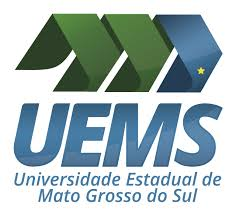 UEMS
Universidade Estadual de
Mato Grosso do Sul